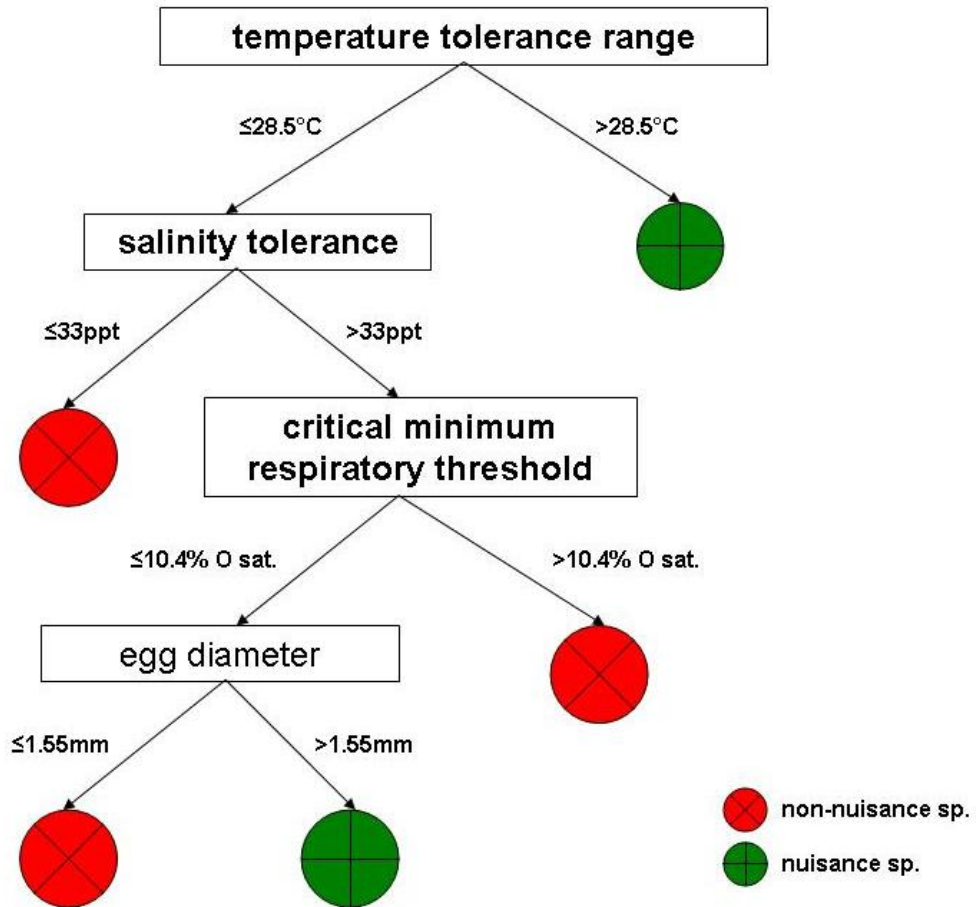 temperature tolerance range
≤28.5°C
>28.5°C
salinity tolerance
≤33ppt
>33ppt
critical minimum
respiratory threshold
≤10.4% O sat.
>10.4% O sat.
egg diameter
≤1.55mm
>1.55mm
non-nuisance sp.
nuisance sp.